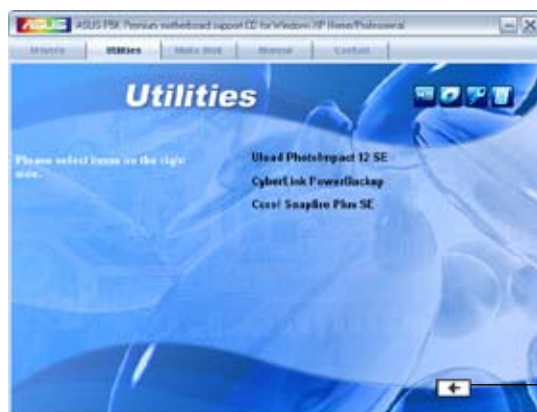 ASUS
ASUS P5K Premium motherboard support CD for Windows XP Home/Professional
Drivers
Utilities
Make Disk
Manual
Contact
Utilities
Please select items on the right
side.
Ulead PhotoImpact 12 SE
CyberLink PowerBackup
Corel Snapfire Plus SE